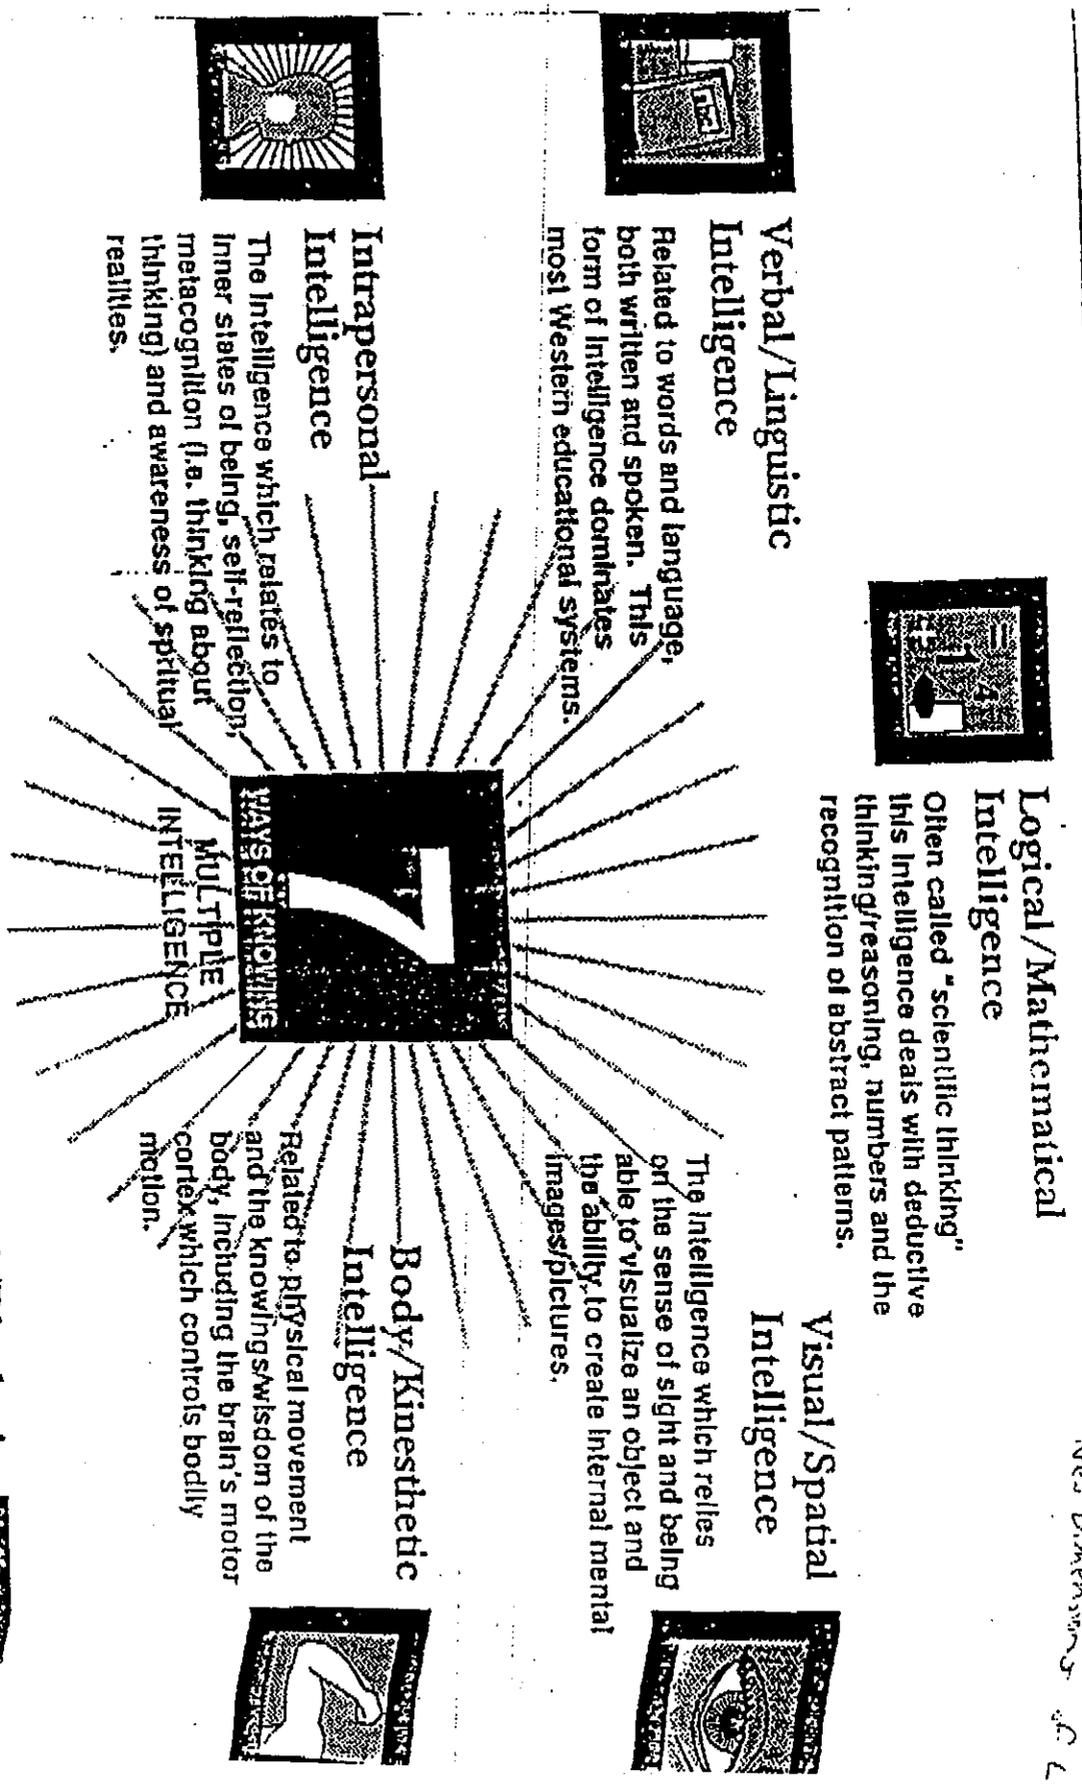 Logical/Mathematical
Intelligence
Often called "scientific thinking"
this intelligence deals with deductive
thinking/reasoning, numbers and the
recognition of abstract patterns.
Verbal/Linguistic
Intelligence
Related to words and language,
both written and spoken. This
form of intelligence dominates
most Western educational systems.
Visual/Spatial
Intelligence
The intelligence which relies
on the sense of sight and being
able to visualize an object and
the ability to create internal mental
images/pictures.
7
WAYS OF KNOWING
MULTIPLE
INTELLIGENCE
Intrapersonal
Intelligence
The intelligence which relates to
inner states of being, self-reflection,
metacognition (i.e. thinking about
thinking) and awareness of spritual
realities.
Body/Kinesthetic
Intelligence
Related to physical movement
and the knowings/wisdom of the
body, including the brain's motor
cortex which controls bodily
motion.
= 1 4